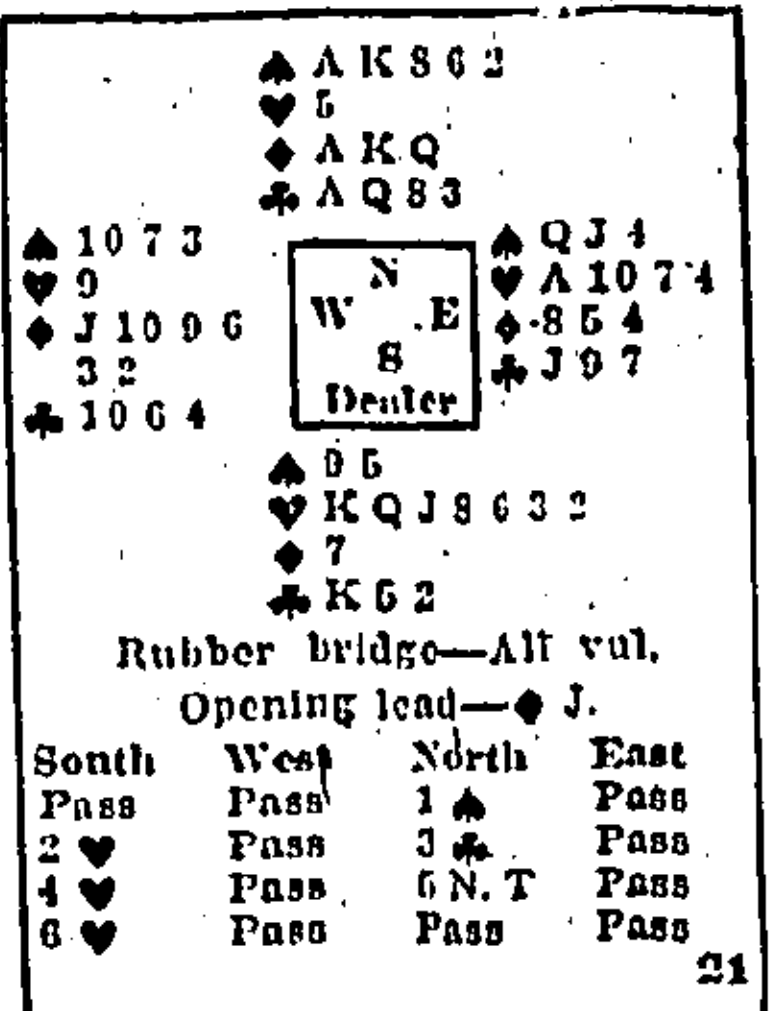 ♠ A K 8 6 2
♥ 5
♦ A K Q
♣ A Q 8 3
♠ 10 7 3
♥ 9
♦ J 10 9 6
3 2
♣ 10 6 4
N
W E
S
Dealer
♠ Q J 4
♥ A 10 7 4
♦ 8 5 4
♣ J 9 7
♠ 9 5
♥ K Q J 8 6 3 2
♦ 7
♣ K 5 2
Rubber bridge—All vul.
Opening lead—♦ J.
South West North East
Pass Pass 1 ♠ Pass
2 ♥ Pass 3 ♣ Pass
4 ♥ Pass 5 N. T Pass
6 ♥ Pass Pass Pass
21